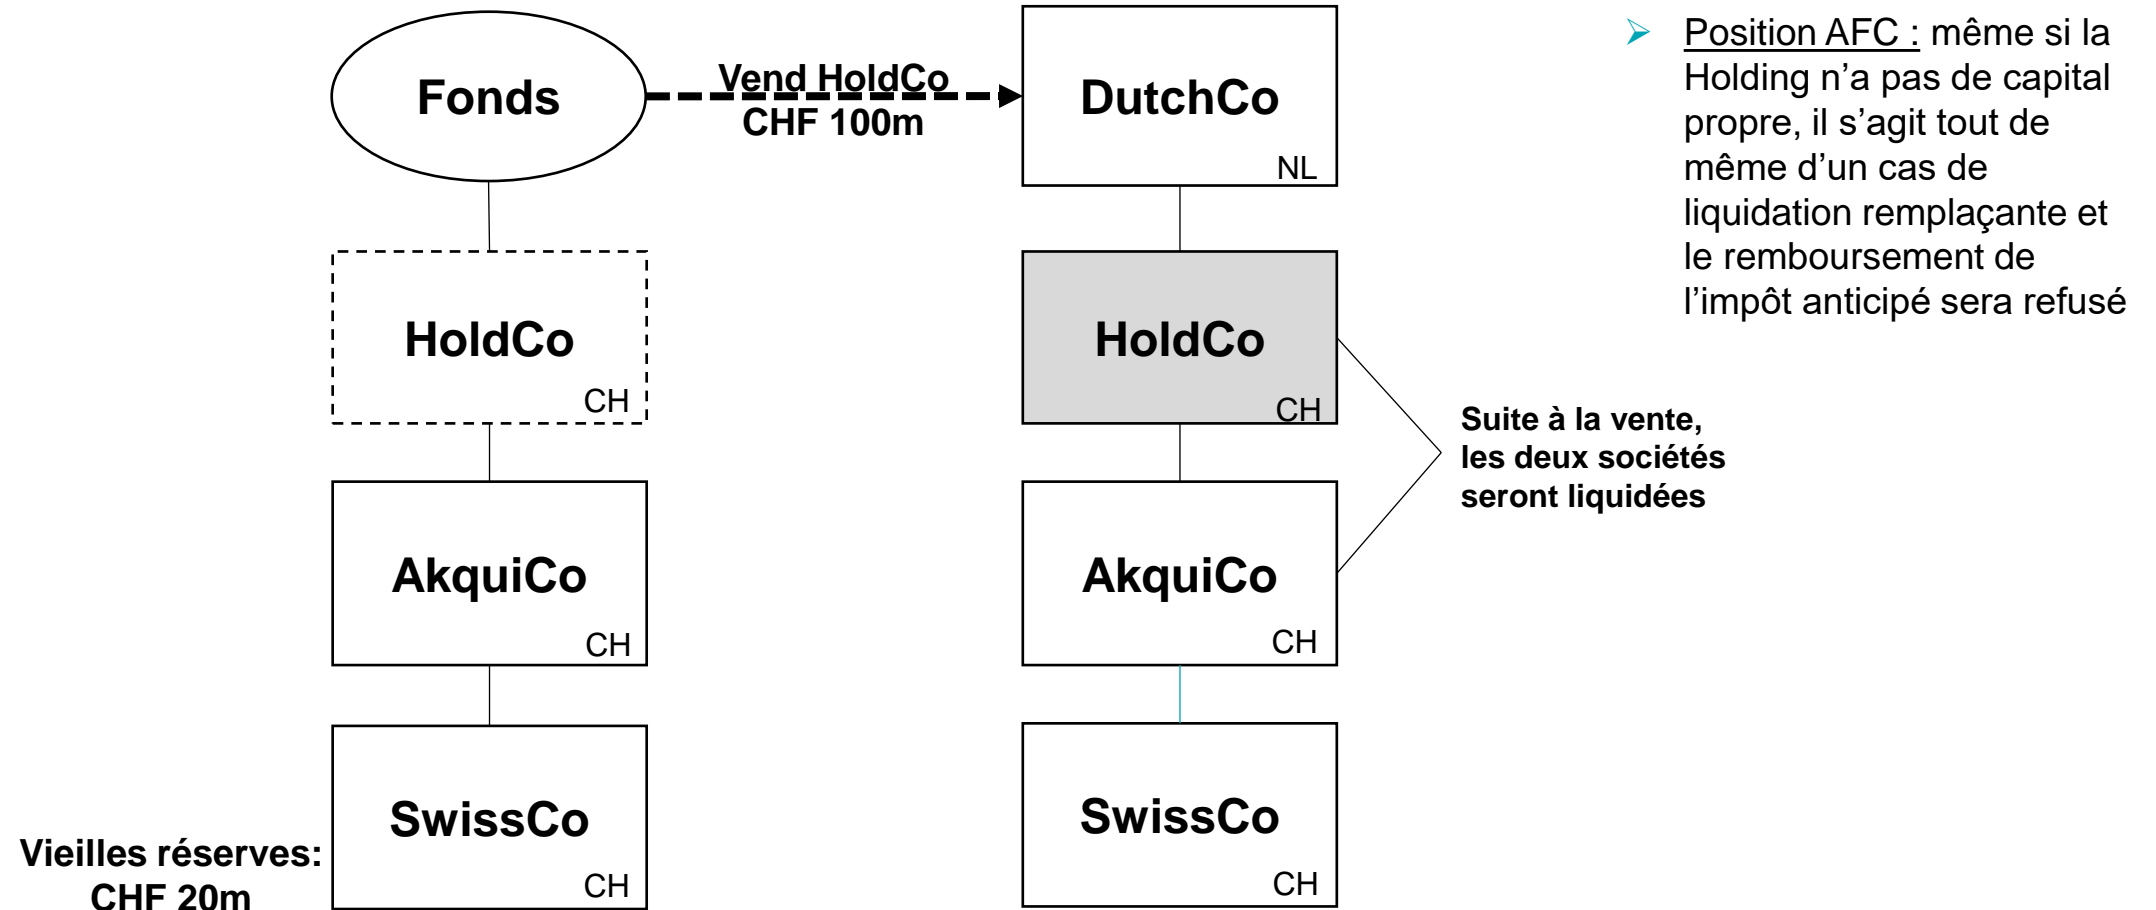 Fonds
Vend HoldCo
CHF 100m
DutchCo
NL
➢ Position AFC : même si la
Holding n’a pas de capital
propre, il s’agit tout de
même d’un cas de
liquidation remplaçante et
le remboursement de
l’impôt anticipé sera refusé
HoldCo
CH
HoldCo
CH
Suite à la vente,
les deux sociétés
seront liquidées
AkquiCo
CH
AkquiCo
CH
SwissCo
CH
SwissCo
CH
Vieilles réserves:
CHF 20m